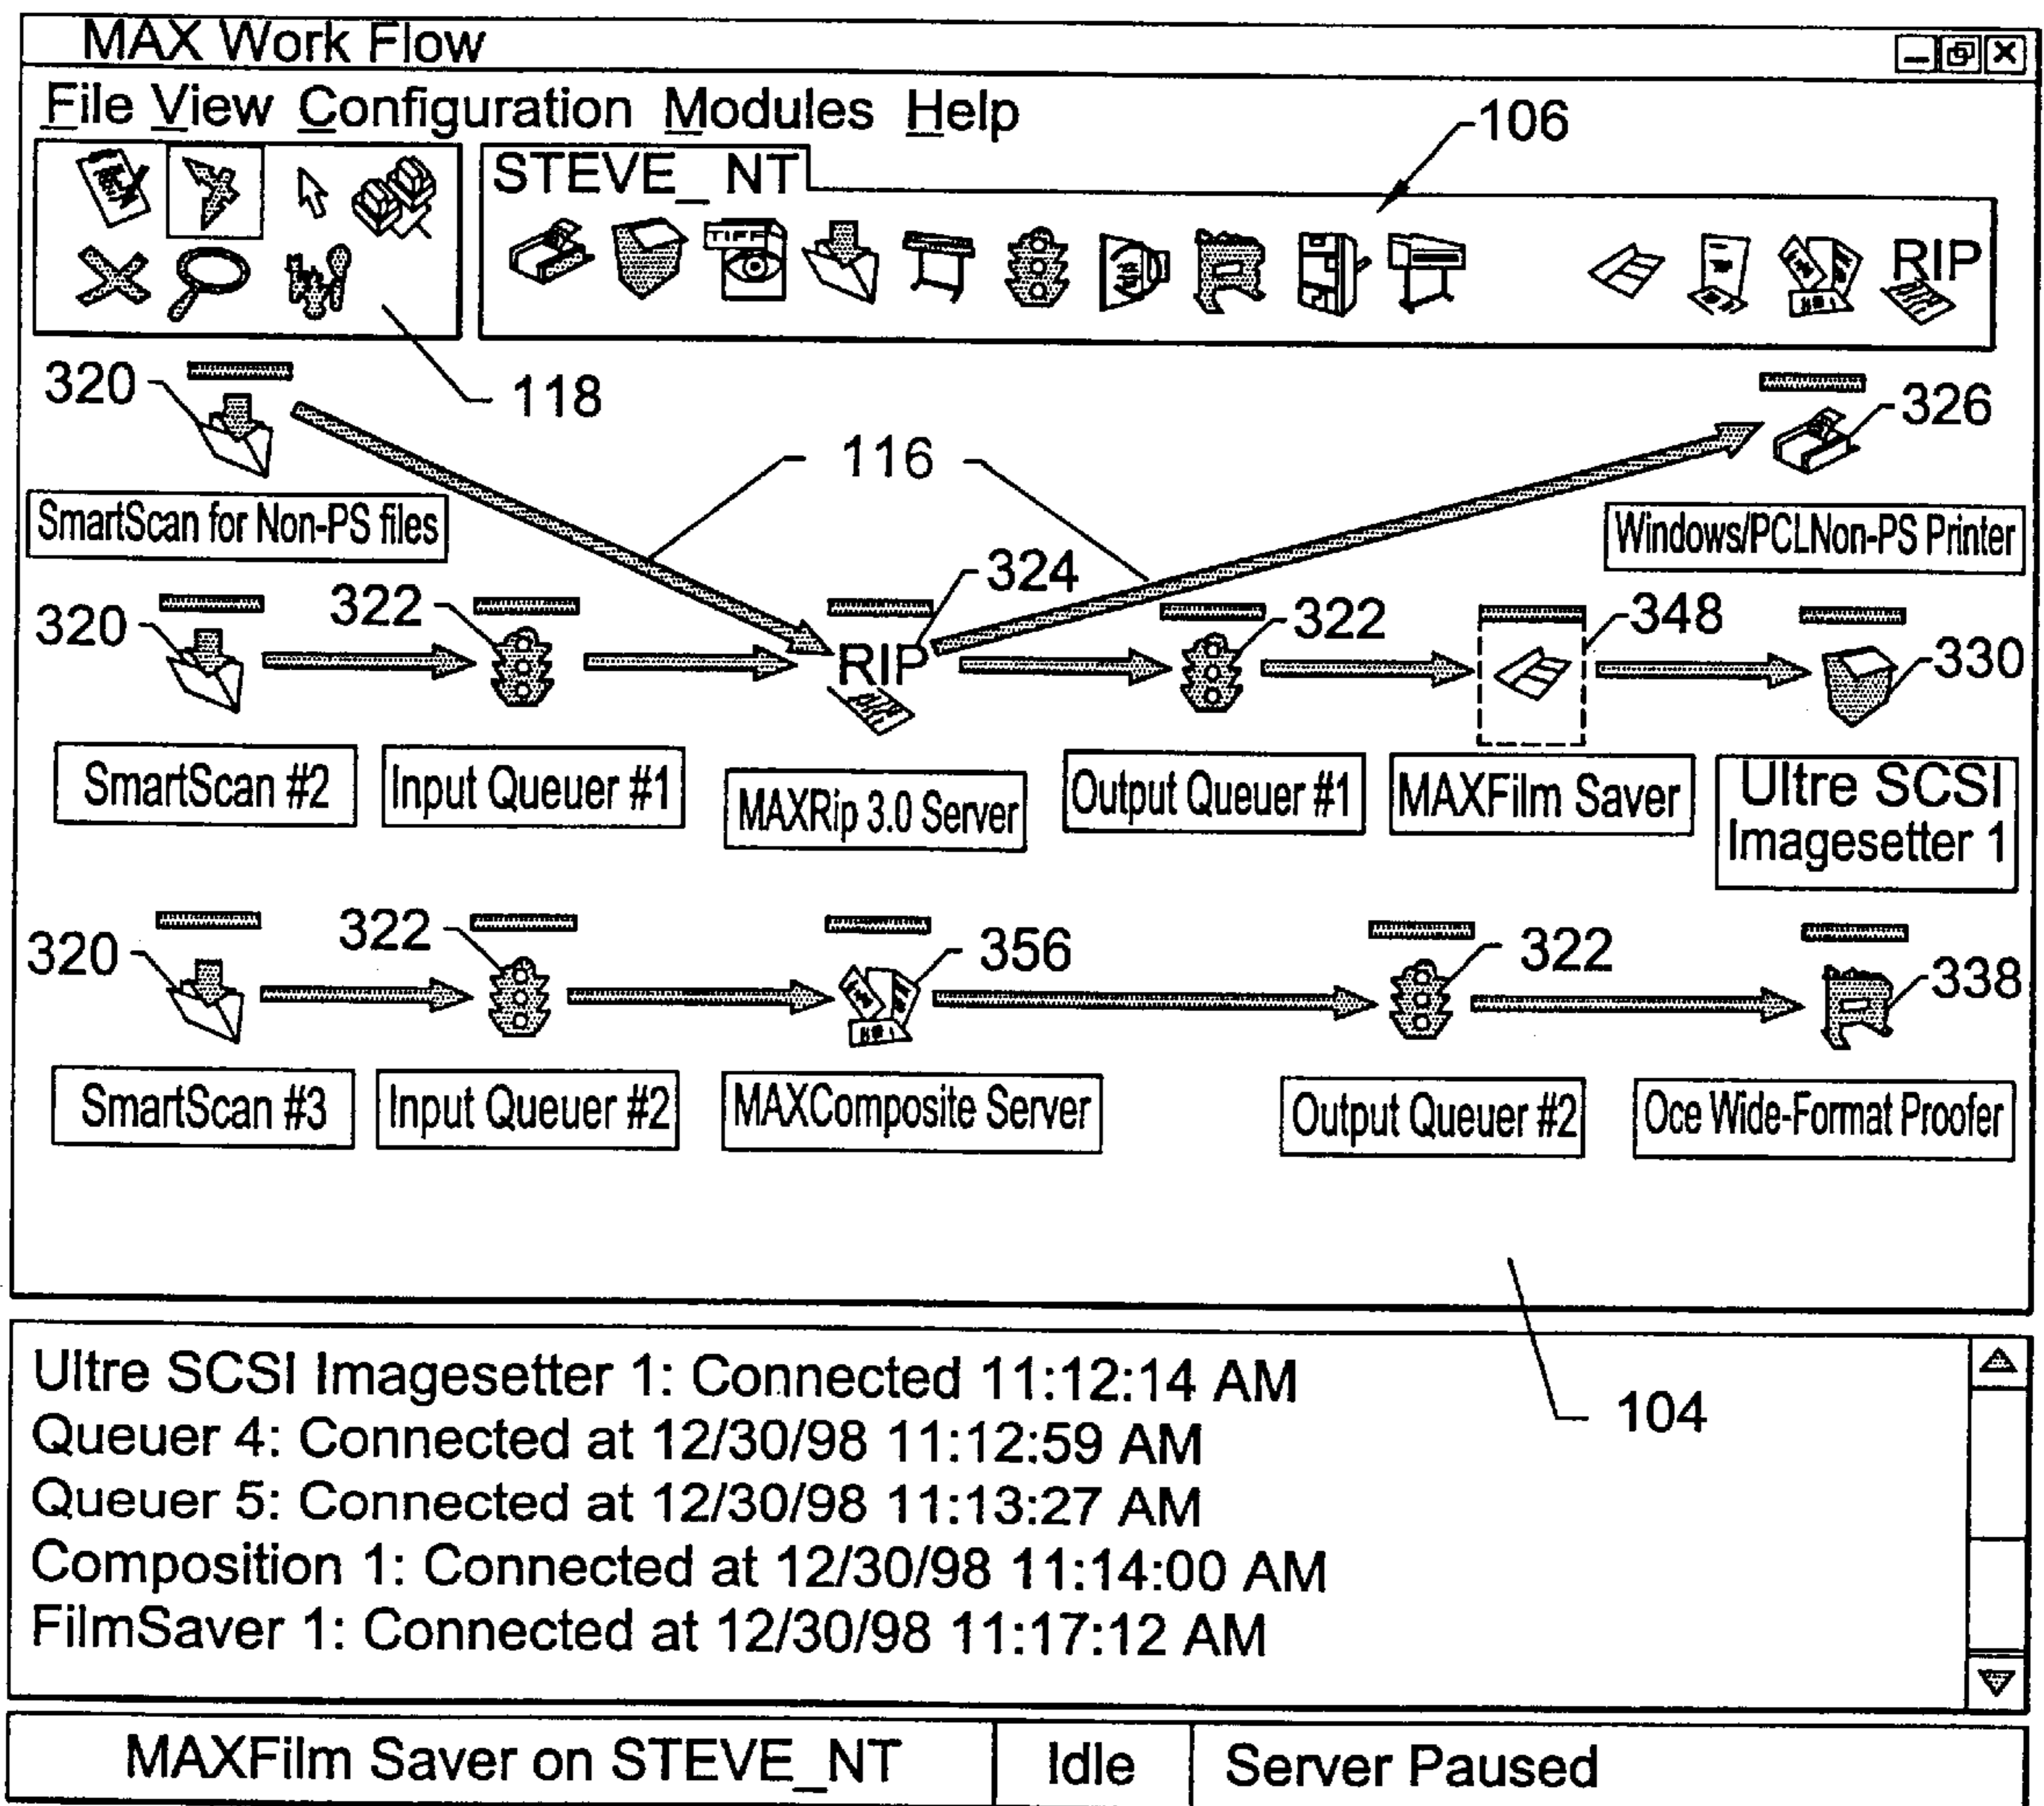 MAX Work Flow
File View Configuration Modules Help
106
STEVE_ NT
TIFF
RIP
320
118
116
326
SmartScan for Non-PS files
Windows/PCLNon-PS Printer
320
322
324
RIP
322
348
330
SmartScan #2
Input Queuer #1
MAXRip 3.0 Server
Output Queuer #1
MAXFilm Saver
Ultre SCSI
Imagesetter 1
320
322
356
322
338
SmartScan #3
Input Queuer #2
MAXComposite Server
Output Queuer #2
Oce Wide-Format Proofer
104
Ultre SCSI Imagesetter 1: Connected 11:12:14 AM
Queuer 4: Connected at 12/30/98 11:12:59 AM
Queuer 5: Connected at 12/30/98 11:13:27 AM
Composition 1: Connected at 12/30/98 11:14:00 AM
FilmSaver 1: Connected at 12/30/98 11:17:12 AM
MAXFilm Saver on STEVE_NT
Idle
Server Paused